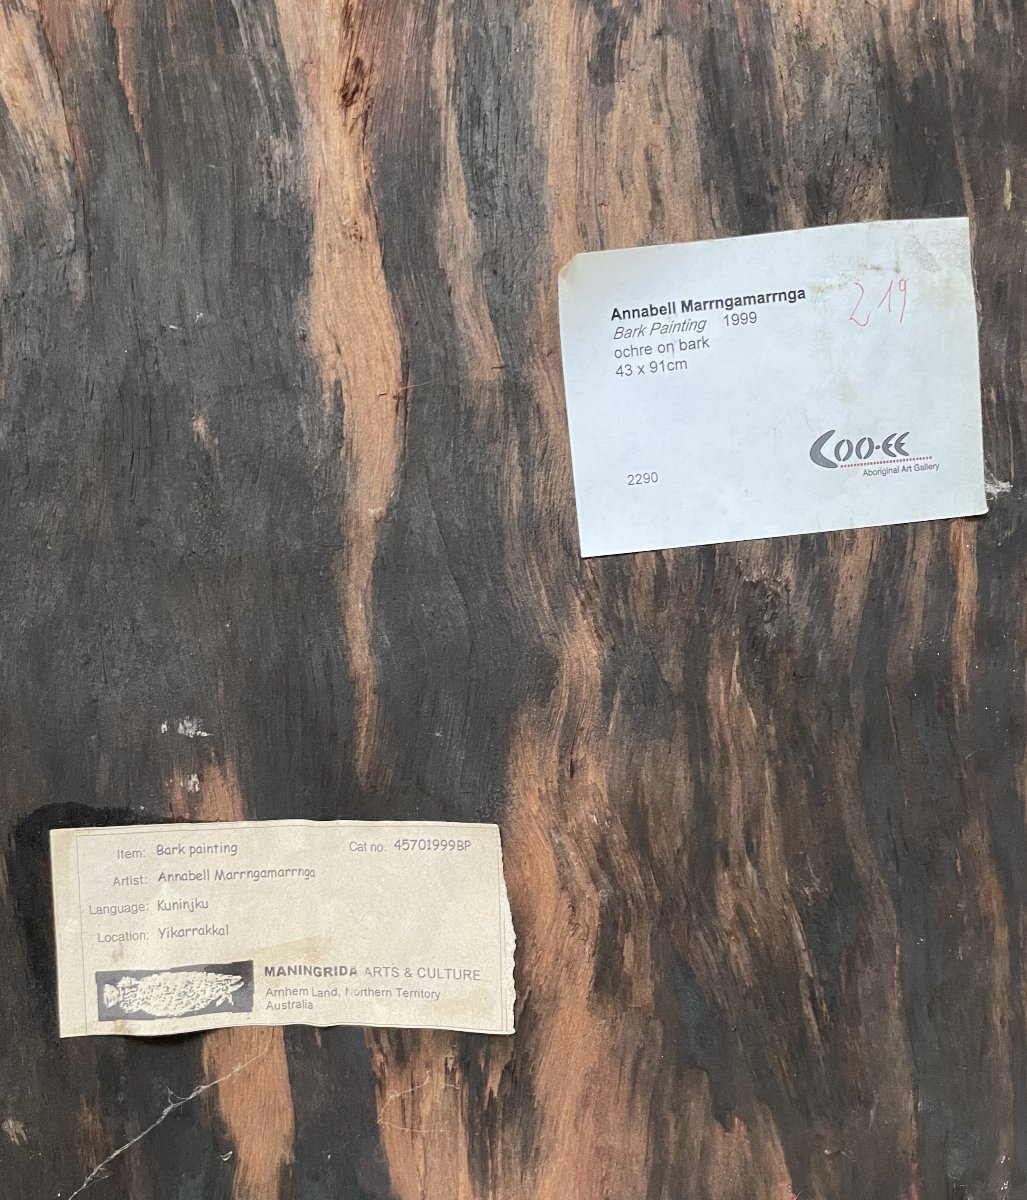 Annabell Marrngamarrnga
Bark Painting 1999
ochre on bark
43 x 91cm
219
2290
COO-EE
Aboriginal Art Gallery
Item: Bark painting Cat no. 45701999BP
Artist: Annabell Marrngamarrnga
Language: Kuninjku
Location: Yikarrakkal
MANINGRIDA ARTS & CULTURE
Arnhem Land, Northern Territory
Australia